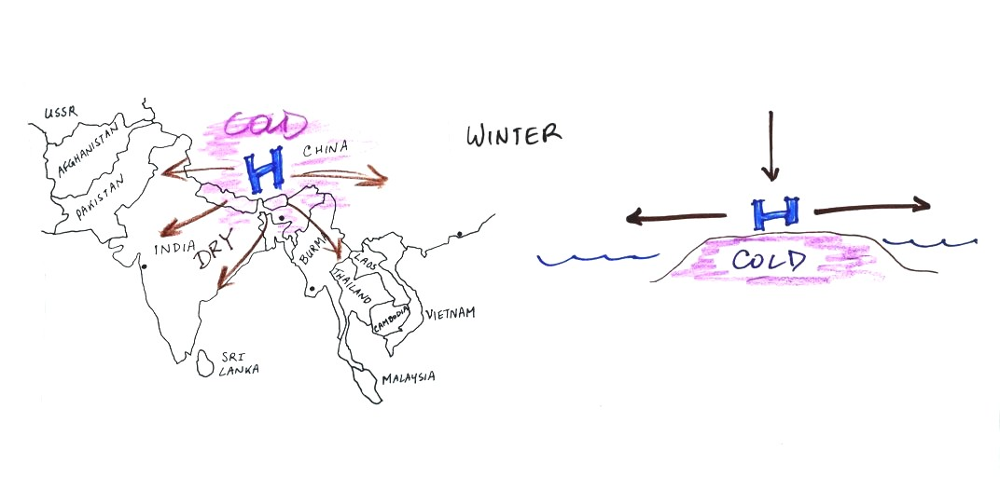 USSR
COLD
WINTER
CHINA
H
AFGHANISTAN
PAKISTAN
INDIA
DRY
BURMA
LAOS
THAILAND
CAMBODIA
VIETNAM
SRI
LANKA
MALAYSIA
H
COLD